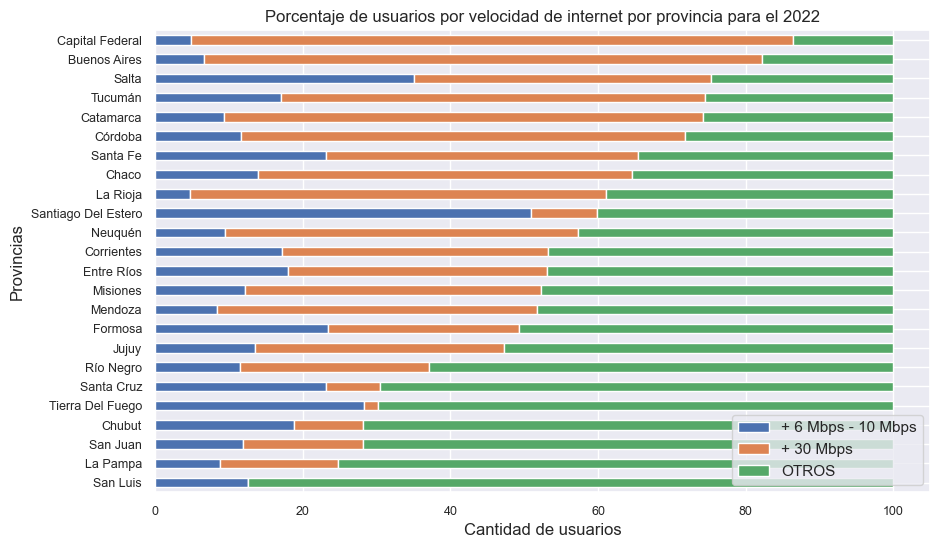 Porcentaje de usuarios por velocidad de internet por provincia para el 2022
Provincias
Capital Federal
Buenos Aires
Salta
Tucumán
Catamarca
Córdoba
Santa Fe
Chaco
La Rioja
Santiago Del Estero
Neuquén
Corrientes
Entre Ríos
Misiones
Mendoza
Formosa
Jujuy
Río Negro
Santa Cruz
Tierra Del Fuego
Chubut
San Juan
La Pampa
San Luis
+ 6 Mbps - 10 Mbps
+ 30 Mbps
OTROS
0 20 40 60 80 100
Cantidad de usuarios